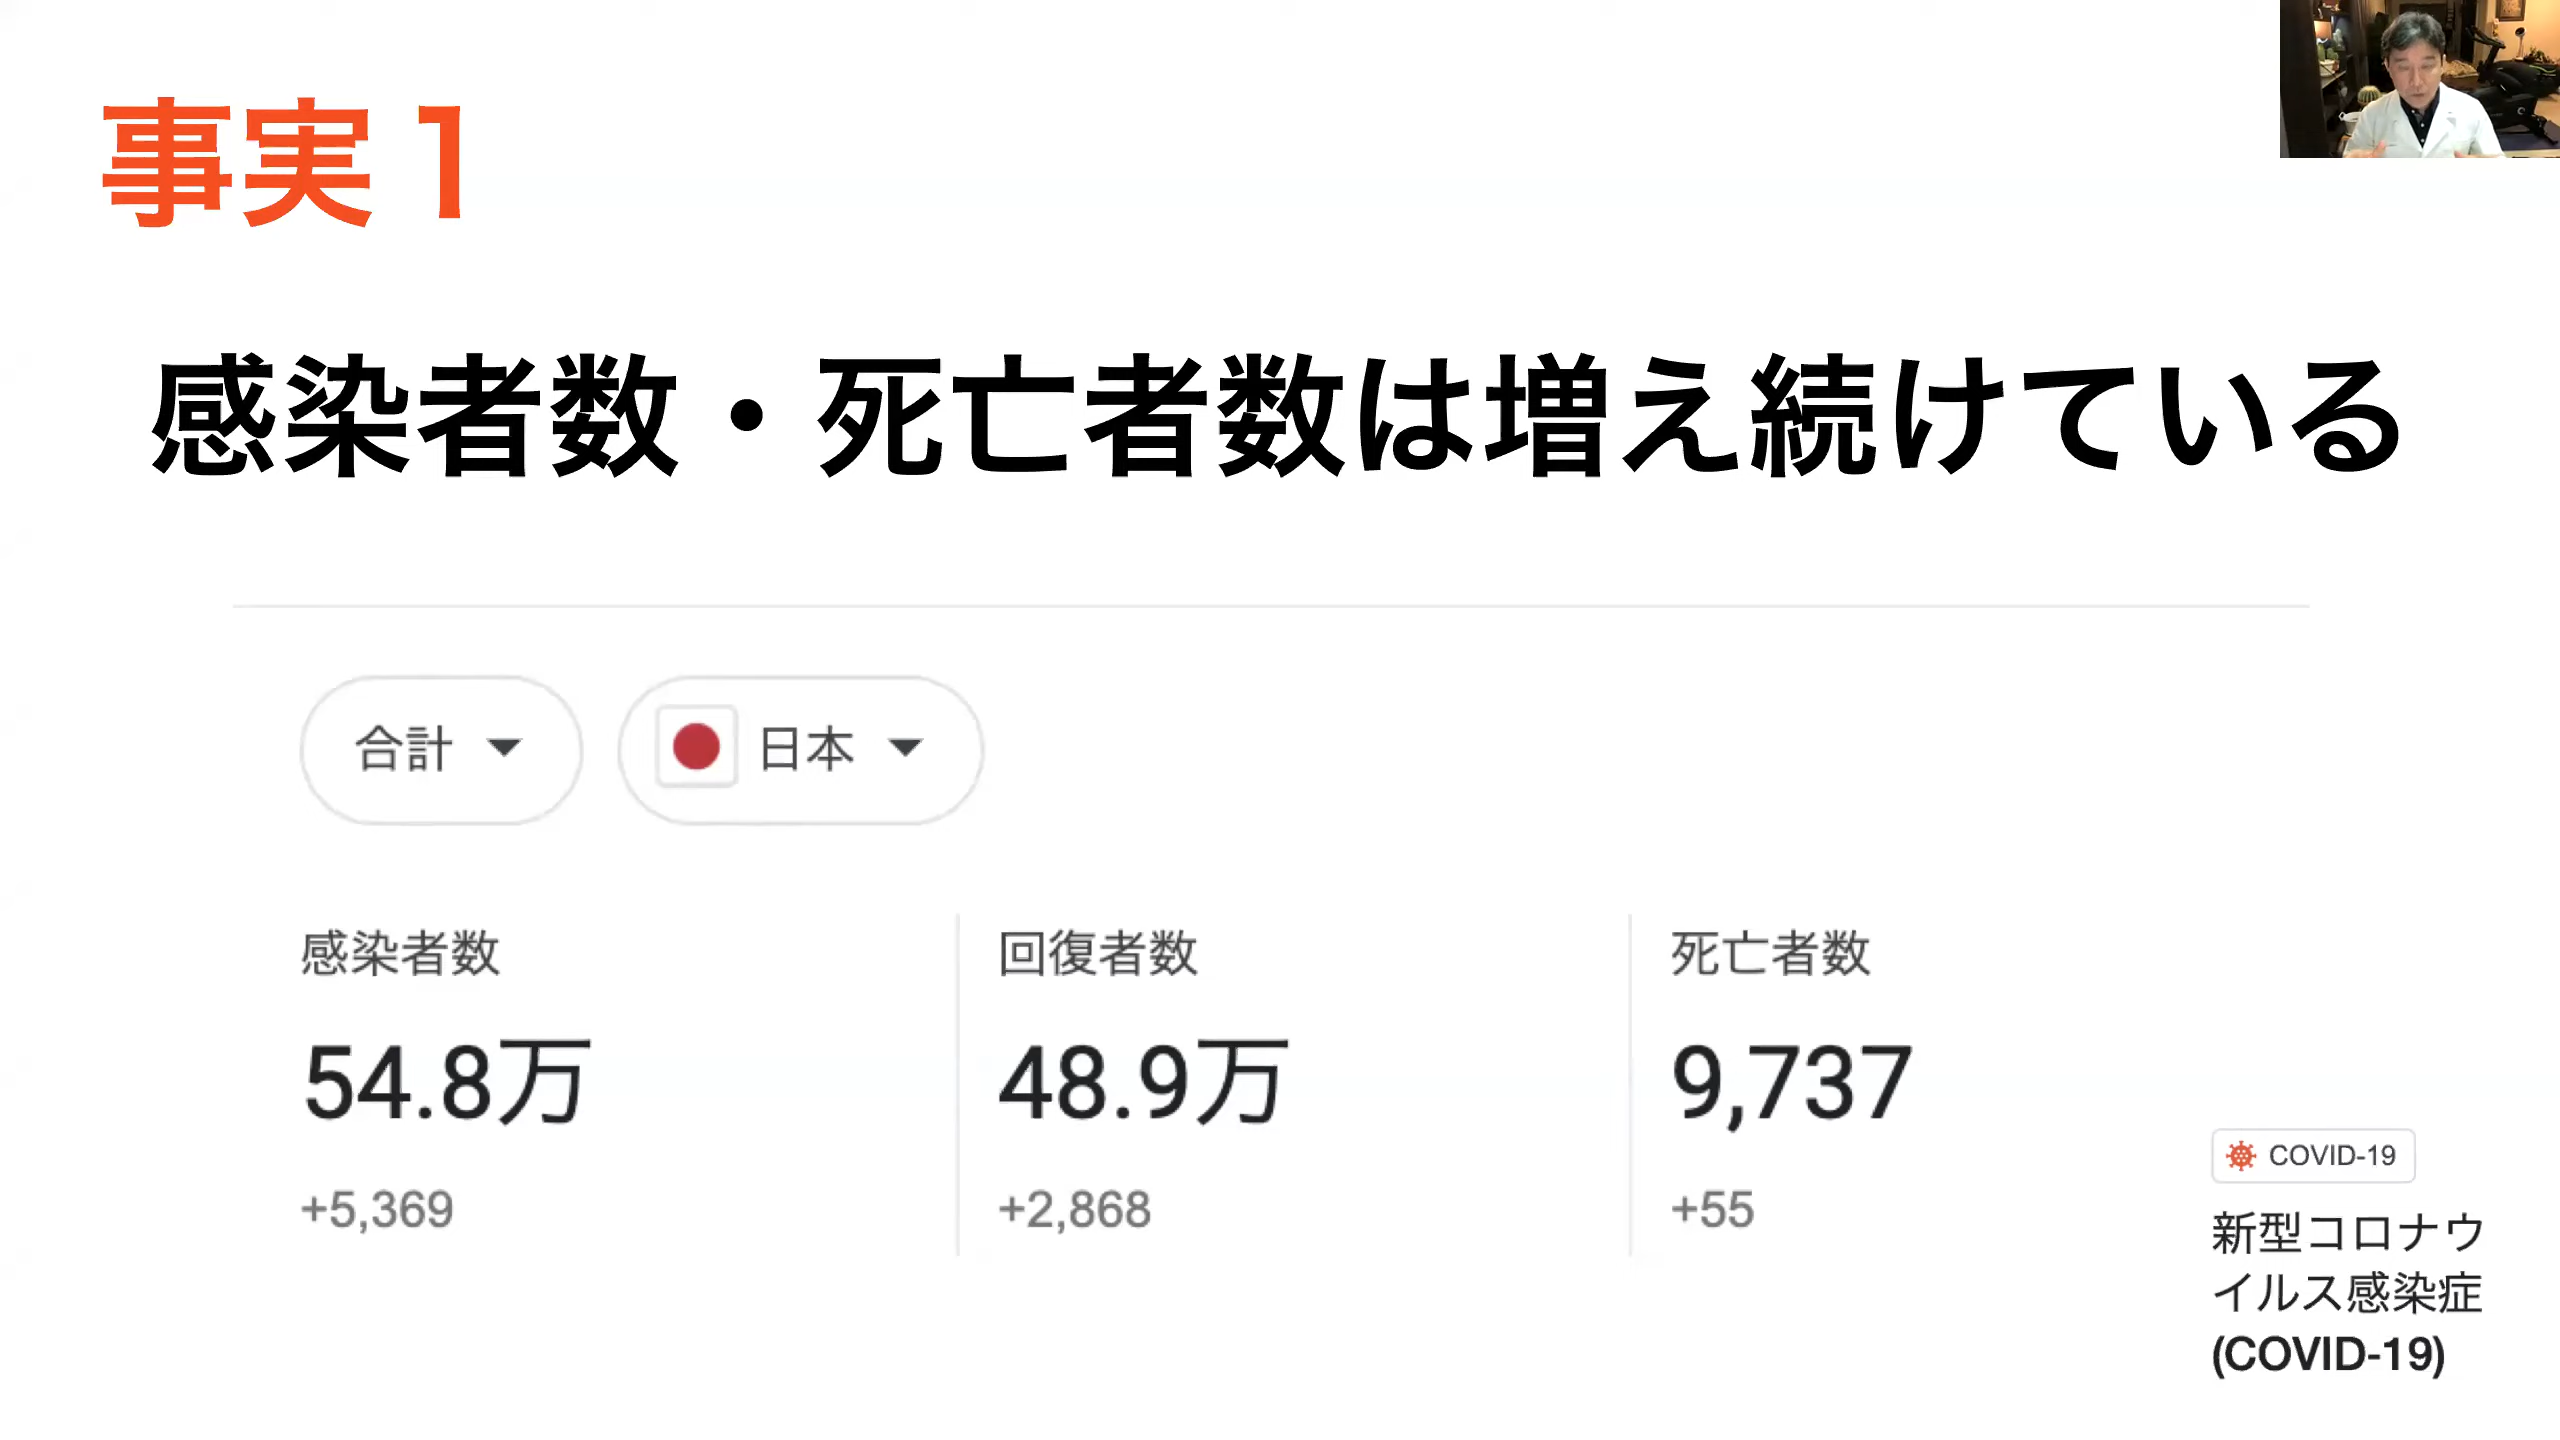 事実1
感染者数・死亡者数は増え続けている
合計 日本
感染者数 回復者数 死亡者数
54.8万 48.9万 9,737
+5,369 +2,868 +55
COVID-19
新型コロナウ
イルス感染症
(COVID-19)